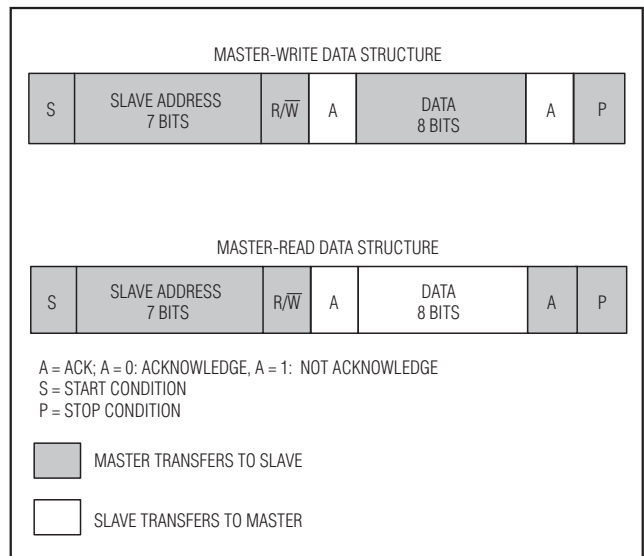 MASTER-WRITE DATA STRUCTURE
S
SLAVE ADDRESS
7 BITS
R/W̅
A
DATA
8 BITS
A
P
MASTER-READ DATA STRUCTURE
S
SLAVE ADDRESS
7 BITS
R/W̅
A
DATA
8 BITS
A
P
A = ACK; A = 0: ACKNOWLEDGE, A = 1: NOT ACKNOWLEDGE
S = START CONDITION
P = STOP CONDITION
MASTER TRANSFERS TO SLAVE
SLAVE TRANSFERS TO MASTER